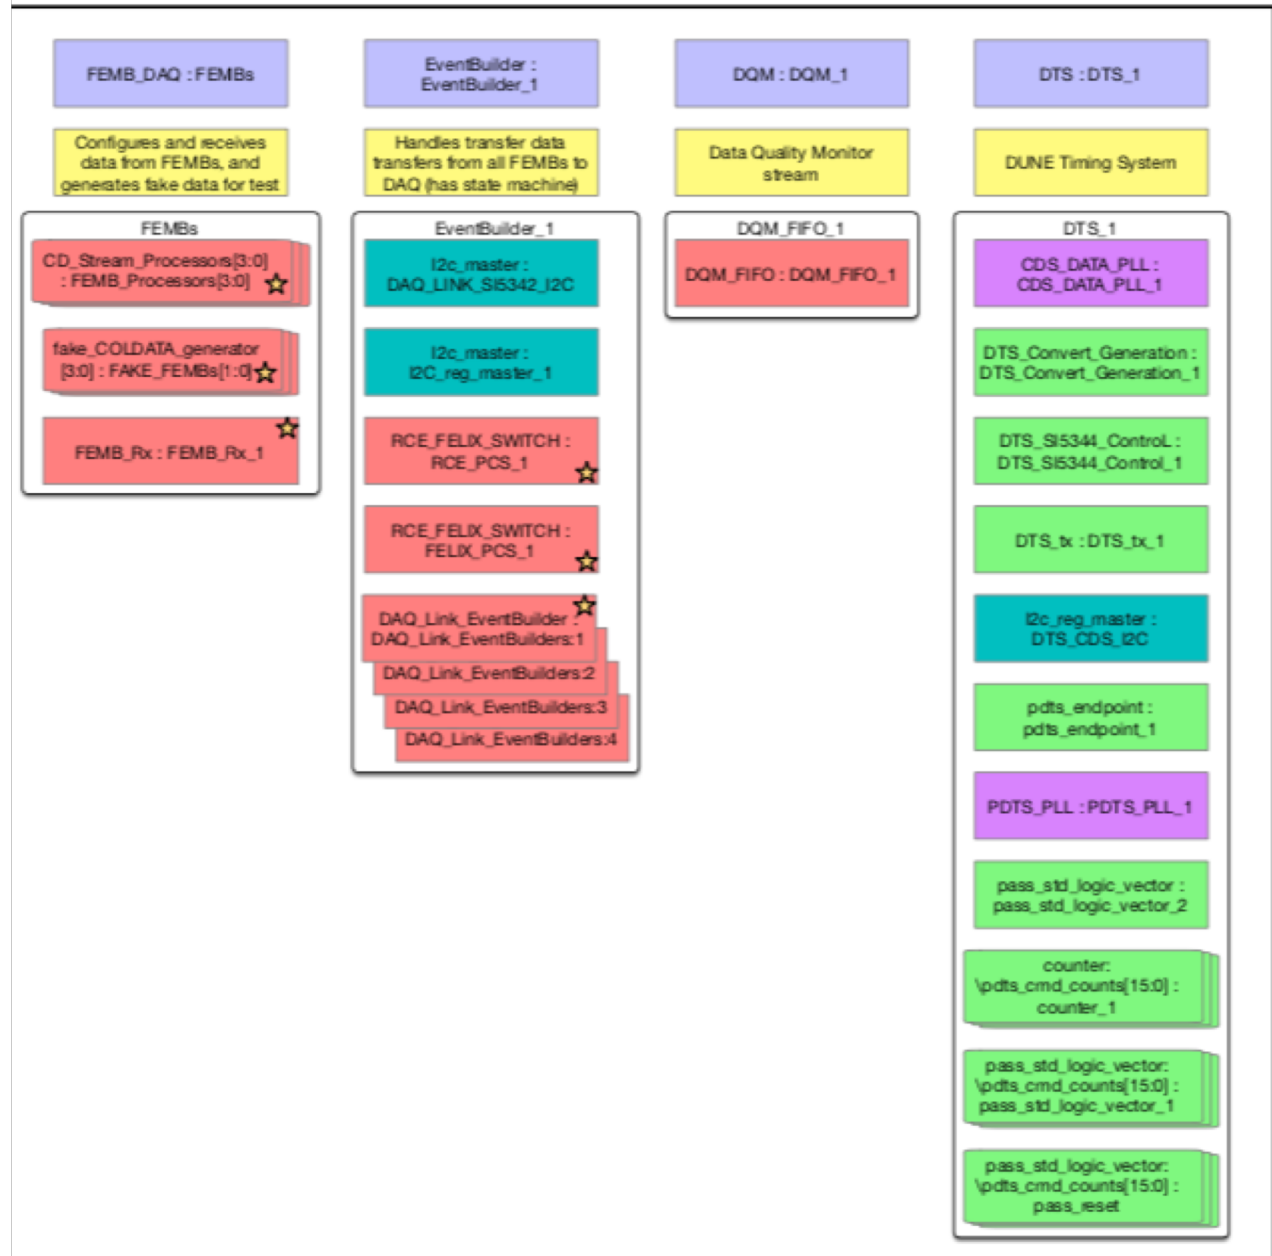 FEMB_DAQ : FEMBs
Configures and receives
data from FEMBs, and
generates fake data for test
FEMBs
CD_Stream_Processors[3:0]
: FEMB_Processors[3:0]
fake_COLDATA_generator
[3:0] : FAKE_FEMBs[1:0]
FEMB_Rx : FEMB_Rx_1
EventBuilder :
EventBuilder_1
Handles transfer data
transfers from all FEMBs to
DAQ (has state machine)
EventBuilder_1
I2c_master :
DAQ_LINK_SI5342_I2C
I2c_master :
I2C_reg_master_1
RCE_FELIX_SWITCH :
RCE_PCS_1
RCE_FELIX_SWITCH :
FELIX_PCS_1
DAQ_Link_EventBuilder :
DAQ_Link_EventBuilders:1
DAQ_Link_EventBuilders:2
DAQ_Link_EventBuilders:3
DAQ_Link_EventBuilders:4
DQM : DQM_1
Data Quality Monitor
stream
DQM_FIFO_1
DQM_FIFO : DQM_FIFO_1
DTS : DTS_1
DUNE Timing System
DTS_1
CDS_DATA_PLL :
CDS_DATA_PLL_1
DTS_Convert_Generation :
DTS_Convert_Generation_1
DTS_SI5344_ControL :
DTS_SI5344_Control_1
DTS_tx : DTS_tx_1
I2c_reg_master :
DTS_CDS_I2C
pdts_endpoint :
pdts_endpoint_1
PDTS_PLL : PDTS_PLL_1
pass_std_logic_vector :
pass_std_logic_vector_2
counter:
\pdts_cmd_counts[15:0] :
counter_1
pass_std_logic_vector:
\pdts_cmd_counts[15:0] :
pass_std_logic_vector_1
pass_std_logic_vector:
\pdts_cmd_counts[15:0] :
pass_reset